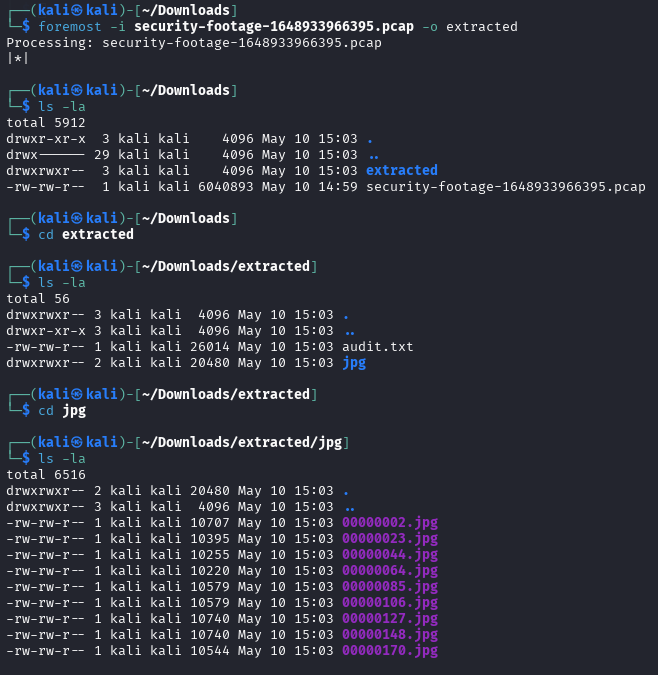 ┌──(kali㉿kali)-[~/Downloads]
└─$ foremost -i security-footage-1648933966395.pcap -o extracted
Processing: security-footage-1648933966395.pcap
|*|
┌──(kali㉿kali)-[~/Downloads]
└─$ ls -la
total 5912
drwxr-xr-x  3 kali kali    4096 May 10 15:03 .
drwx------ 29 kali kali    4096 May 10 15:03 ..
drwxrwxr--  3 kali kali    4096 May 10 15:03 extracted
-rw-rw-r--  1 kali kali 6040893 May 10 14:59 security-footage-1648933966395.pcap
┌──(kali㉿kali)-[~/Downloads]
└─$ cd extracted
┌──(kali㉿kali)-[~/Downloads/extracted]
└─$ ls -la
total 56
drwxrwxr-- 3 kali kali  4096 May 10 15:03 .
drwxr-xr-x 3 kali kali  4096 May 10 15:03 ..
-rw-rw-r-- 1 kali kali 26014 May 10 15:03 audit.txt
drwxrwxr-- 2 kali kali 20480 May 10 15:03 jpg
┌──(kali㉿kali)-[~/Downloads/extracted]
└─$ cd jpg
┌──(kali㉿kali)-[~/Downloads/extracted/jpg]
└─$ ls -la
total 6516
drwxrwxr-- 2 kali kali 20480 May 10 15:03 .
drwxrwxr-- 3 kali kali  4096 May 10 15:03 ..
-rw-rw-r-- 1 kali kali 10707 May 10 15:03 00000002.jpg
-rw-rw-r-- 1 kali kali 10395 May 10 15:03 00000023.jpg
-rw-rw-r-- 1 kali kali 10255 May 10 15:03 00000044.jpg
-rw-rw-r-- 1 kali kali 10220 May 10 15:03 00000064.jpg
-rw-rw-r-- 1 kali kali 10579 May 10 15:03 00000085.jpg
-rw-rw-r-- 1 kali kali 10579 May 10 15:03 00000106.jpg
-rw-rw-r-- 1 kali kali 10740 May 10 15:03 00000127.jpg
-rw-rw-r-- 1 kali kali 10740 May 10 15:03 00000148.jpg
-rw-rw-r-- 1 kali kali 10544 May 10 15:03 00000170.jpg